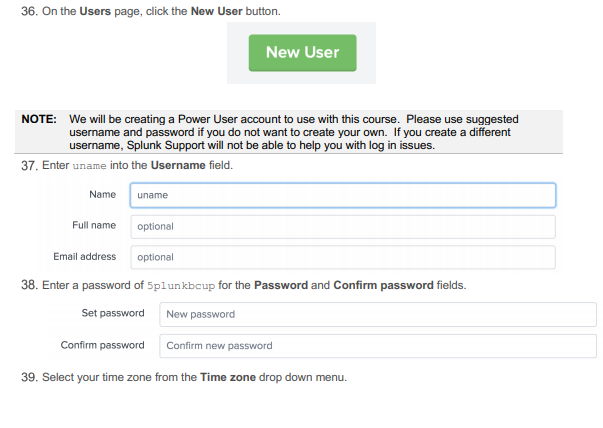 36. On the Users page, click the New User button.
New User
NOTE: We will be creating a Power User account to use with this course. Please use suggested
username and password if you do not want to create your own. If you create a different
username, Splunk Support will not be able to help you with log in issues.
37. Enter uname into the Username field.
Name uname
Full name optional
Email address optional
38. Enter a password of 5plunkbcup for the Password and Confirm password fields.
Set password New password
Confirm password Confirm new password
39. Select your time zone from the Time zone drop down menu.